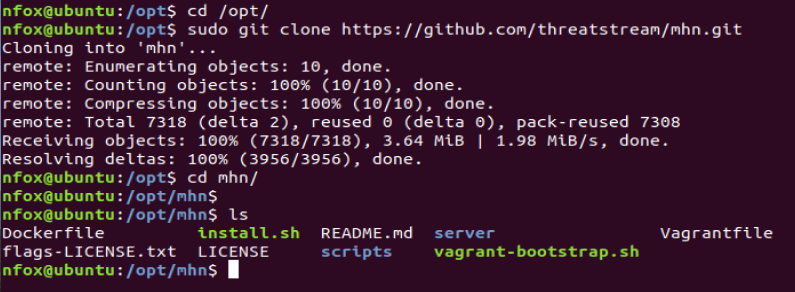 nfox@ubuntu:/opt$ cd /opt/
nfox@ubuntu:/opt$ sudo git clone https://github.com/threatstream/mhn.git
Cloning into 'mhn'...
remote: Enumerating objects: 10, done.
remote: Counting objects: 100% (10/10), done.
remote: Compressing objects: 100% (10/10), done.
remote: Total 7318 (delta 2), reused 0 (delta 0), pack-reused 7308
Receiving objects: 100% (7318/7318), 3.64 MiB | 1.98 MiB/s, done.
Resolving deltas: 100% (3956/3956), done.
nfox@ubuntu:/opt$ cd mhn/
nfox@ubuntu:/opt/mhn$
nfox@ubuntu:/opt/mhn$ ls
Dockerfile install.sh README.md server Vagrantfile
flags-LICENSE.txt LICENSE scripts vagrant-bootstrap.sh
nfox@ubuntu:/opt/mhn$